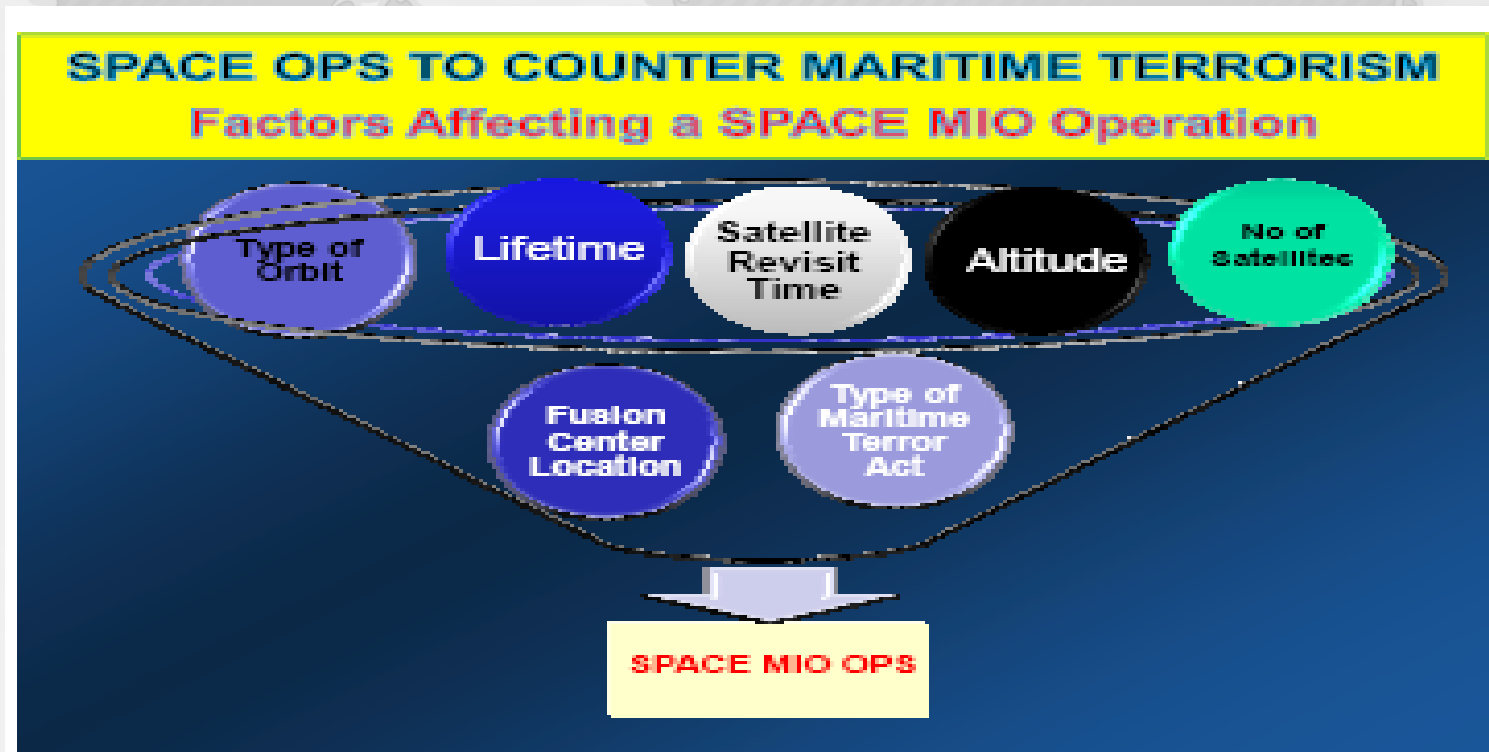 SPACE OPS TO COUNTER MARITIME TERRORISM
Factors Affecting a SPACE MIO Operation
Type of
Orbit
Lifetime
Satellite
Revisit
Time
Altitude
No of
Satellites
Fusion
Center
Location
Type of
Maritime
Terror
Act
SPACE MIO OPS